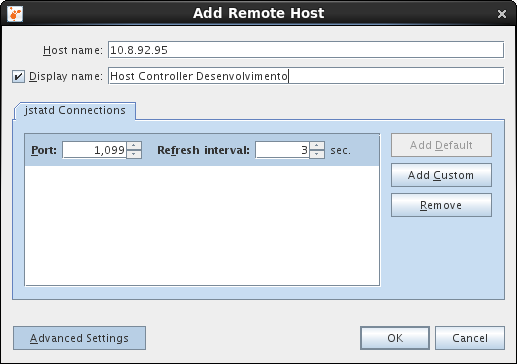 Add Remote Host
Host name: 10.8.92.95
Display name: Host Controller Desenvolvimento
jstatd Connections
Port: 1,099 Refresh interval: 3 sec.
Add Default
Add Custom
Remove
Advanced Settings OK Cancel